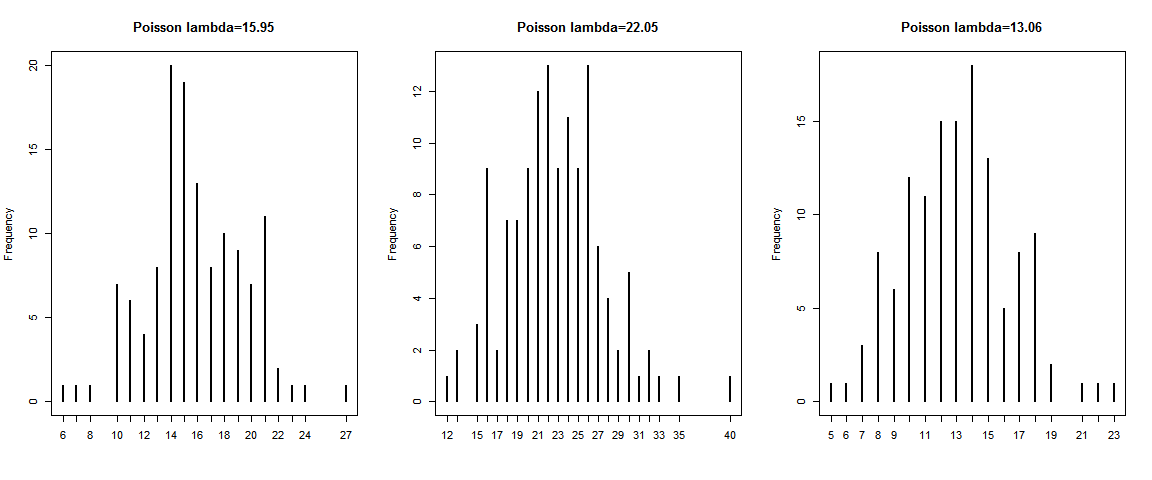 Poisson lambda=15.95
Frequency
20
15
10
5
0
6 8 10 12 14 16 18 20 22 24 27
Poisson lambda=22.05
Frequency
12
10
8
6
4
2
0
12 15 17 19 21 23 25 27 29 31 33 35 40
Poisson lambda=13.06
Frequency
15
10
5
0
5 6 7 8 9 11 13 15 17 19 21 23